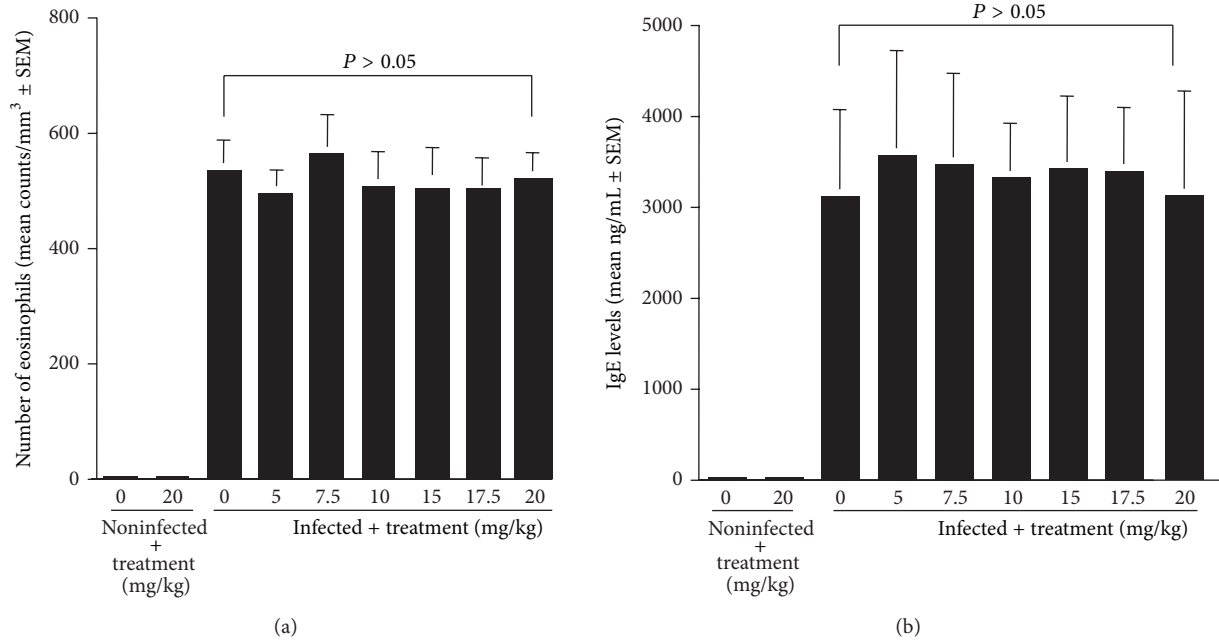 Number of eosinophils (mean counts/mm³ ± SEM)
800
600
400
200
0
P > 0.05
0 20 0 5 7.5 10 15 17.5 20
Noninfected
+
treatment
(mg/kg)
Infected + treatment (mg/kg)
(a)
IgE levels (mean ng/mL ± SEM)
5000
4000
3000
2000
1000
0
P > 0.05
0 20 0 5 7.5 10 15 17.5 20
Noninfected
+
treatment
(mg/kg)
Infected + treatment (mg/kg)
(b)